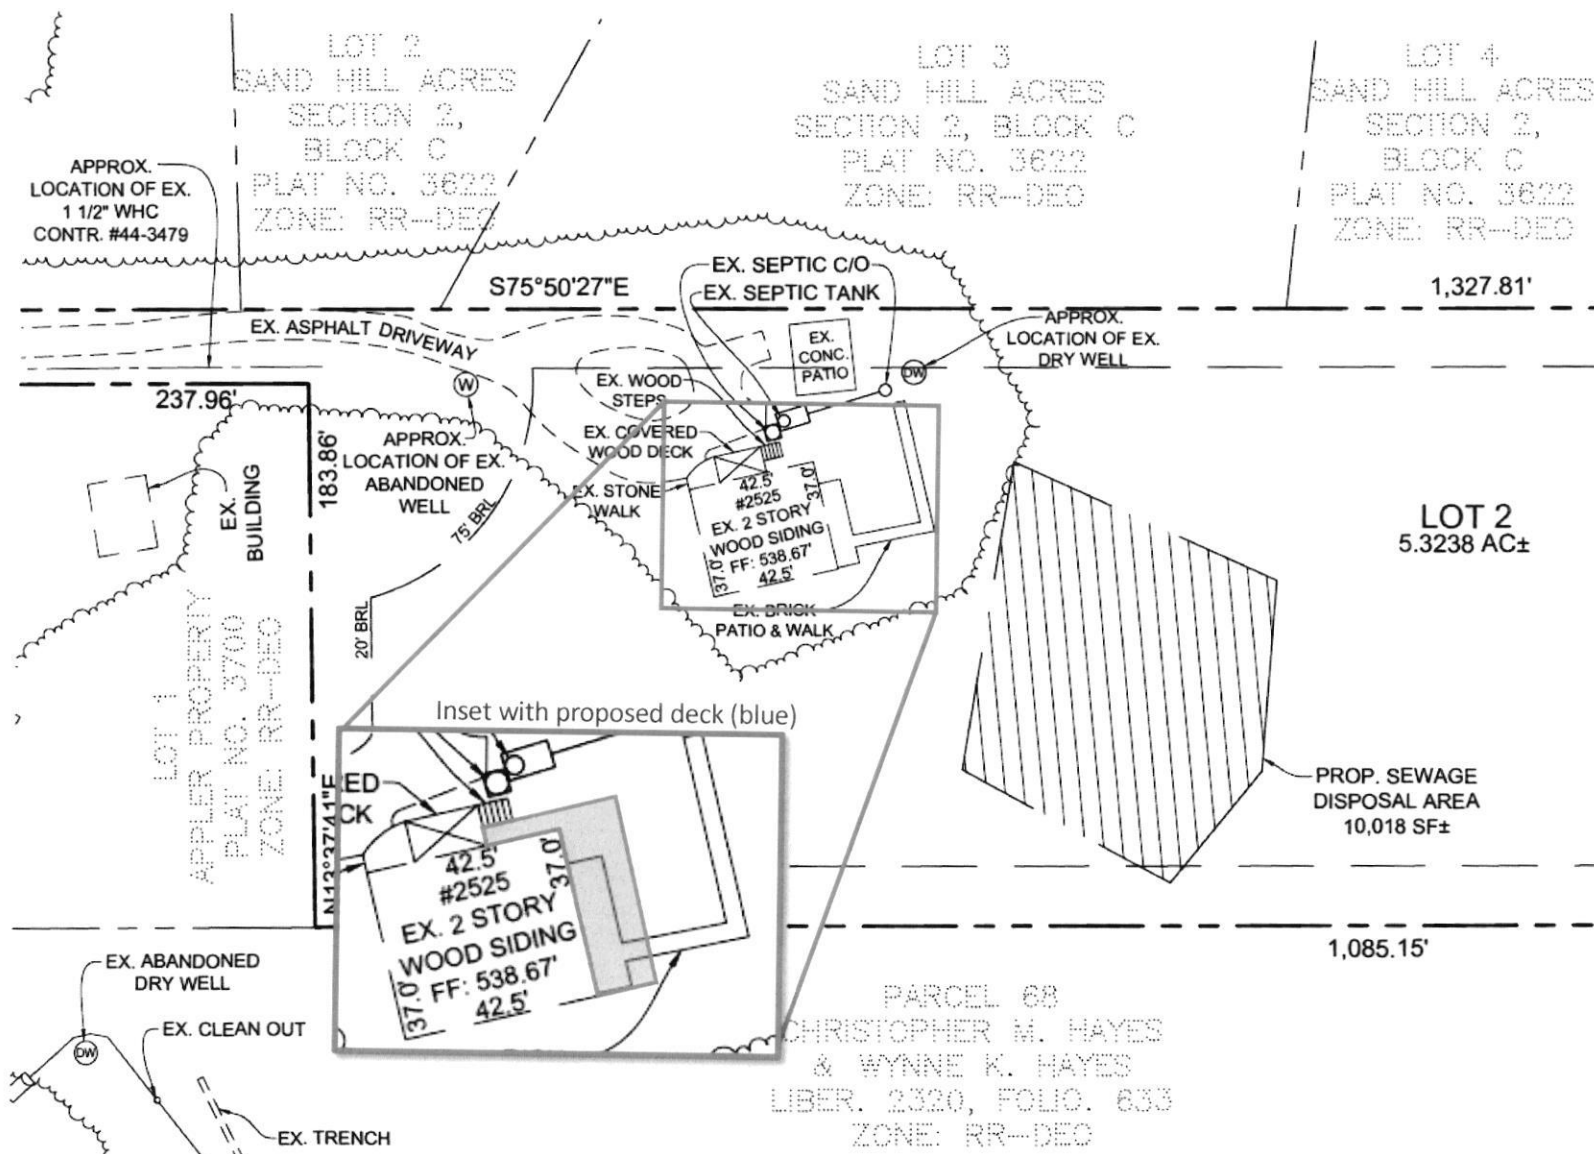 LOT 2
SAND HILL ACRES
SECTION 2,
BLOCK C
PLAT NO. 3622
ZONE: RR-DEO
LOT 3
SAND HILL ACRES
SECTION 2, BLOCK C
PLAT NO. 3622
ZONE: RR-DEO
LOT 4
SAND HILL ACRES
SECTION 2,
BLOCK C
PLAT NO. 3622
ZONE: RR-DEO
APPROX.
LOCATION OF EX.
1 1/2" WHC
CONTR. #44-3479
S75°50'27"E
1,327.81'
EX. SEPTIC C/O
EX. SEPTIC TANK
EX. ASPHALT DRIVEWAY
EX.
CONC.
PATIO
APPROX.
LOCATION OF EX.
DRY WELL
DW
W
237.96'
183.86'
EX. WOOD
STEPS
EX. COVERED
WOOD DECK
APPROX.
LOCATION OF EX.
ABANDONED
WELL
EX. STONE
WALK
EX.
BUILDING
75' BRL
20' BRL
42.5'
#2525
EX. 2 STORY
WOOD SIDING
FF: 538.67'
42.5'
37.0'
37.0'
EX. BRICK
PATIO & WALK
LOT 2
5.3238 AC±
LOT 1
APPLER PROPERTY
PLAT NO. 3700
ZONE: RR-DEO
N13°37'41"E
Inset with proposed deck (blue)
RED
CK
42.5'
#2525
EX. 2 STORY
WOOD SIDING
FF: 538.67'
42.5'
37.0'
37.0'
PROP. SEWAGE
DISPOSAL AREA
10,018 SF±
1,085.15'
EX. ABANDONED
DRY WELL
DW
EX. CLEAN OUT
EX. TRENCH
PARCEL 68
CHRISTOPHER M. HAYES
& WYNNE K. HAYES
LIBER. 2320, FOLIO. 633
ZONE: RR-DEO